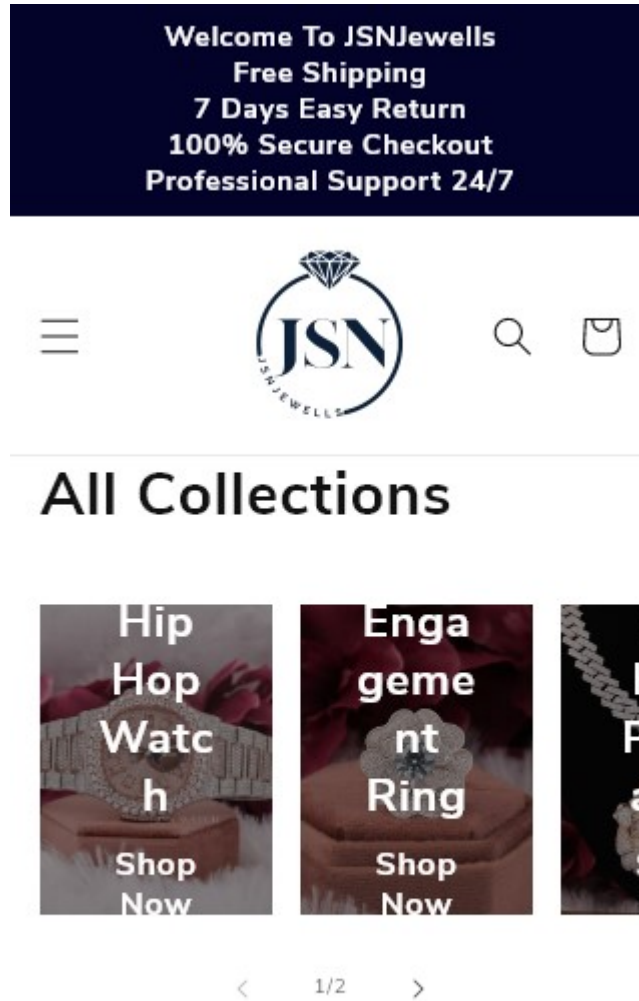 Welcome To JSNJewells
Free Shipping
7 Days Easy Return
100% Secure Checkout
Professional Support 24/7
JSN
JSNJEWELLS
All Collections
Hip
Hop
Watc
h
Shop
Now
Enga
geme
nt
Ring
Shop
Now
1/2